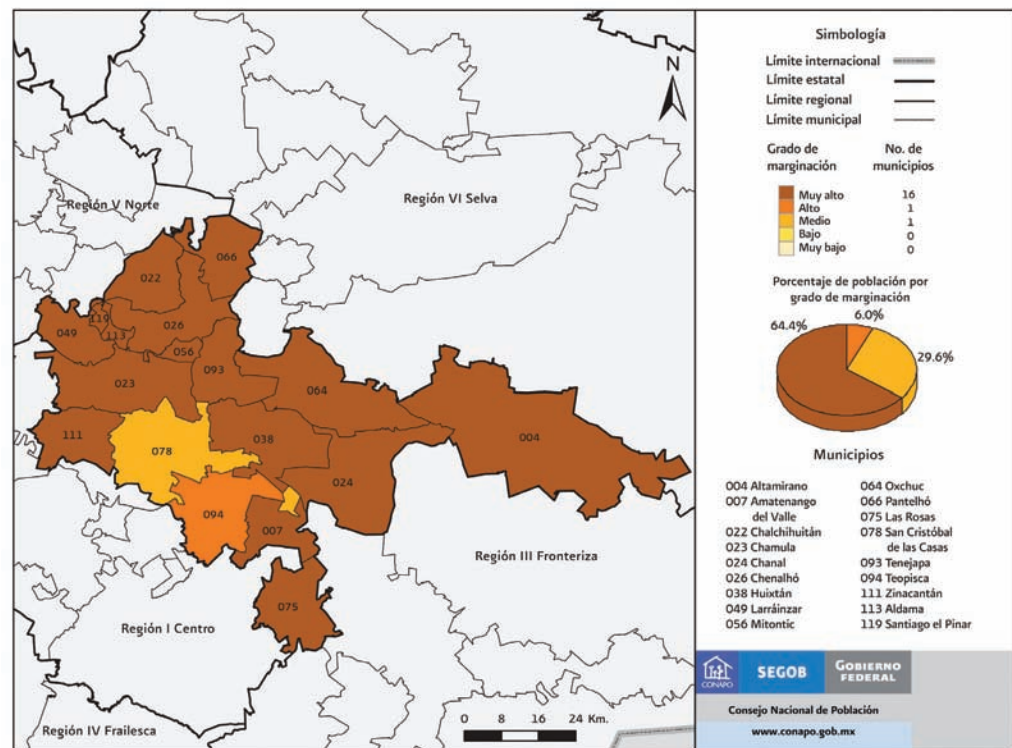 N
Región V Norte
Región VI Selva
066
022
119
049
026
113
056
093
023
064
111
038
004
078
024
094
007
Región III Fronteriza
075
Región I Centro
Región IV Frailesca
0 8 16 24 Km.
Simbología
Límite internacional
Límite estatal
Límite regional
Límite municipal
Grado de marginación
No. de municipios
Muy alto 16
Alto 1
Medio 1
Bajo 0
Muy bajo 0
Porcentaje de población por
grado de marginación
64.4%
6.0%
29.6%
Municipios
004 Altamirano
007 Amatenango
del Valle
022 Chalchihuitán
023 Chamula
024 Chanal
026 Chenalhó
038 Huixtán
049 Larráinzar
056 Mitontic
064 Oxchuc
066 Pantelhó
075 Las Rosas
078 San Cristóbal
de las Casas
093 Tenejapa
094 Teopisca
111 Zinacantán
113 Aldama
119 Santiago el Pinar
CONAPO
SEGOB
GOBIERNO
FEDERAL
Consejo Nacional de Población
www.conapo.gob.mx